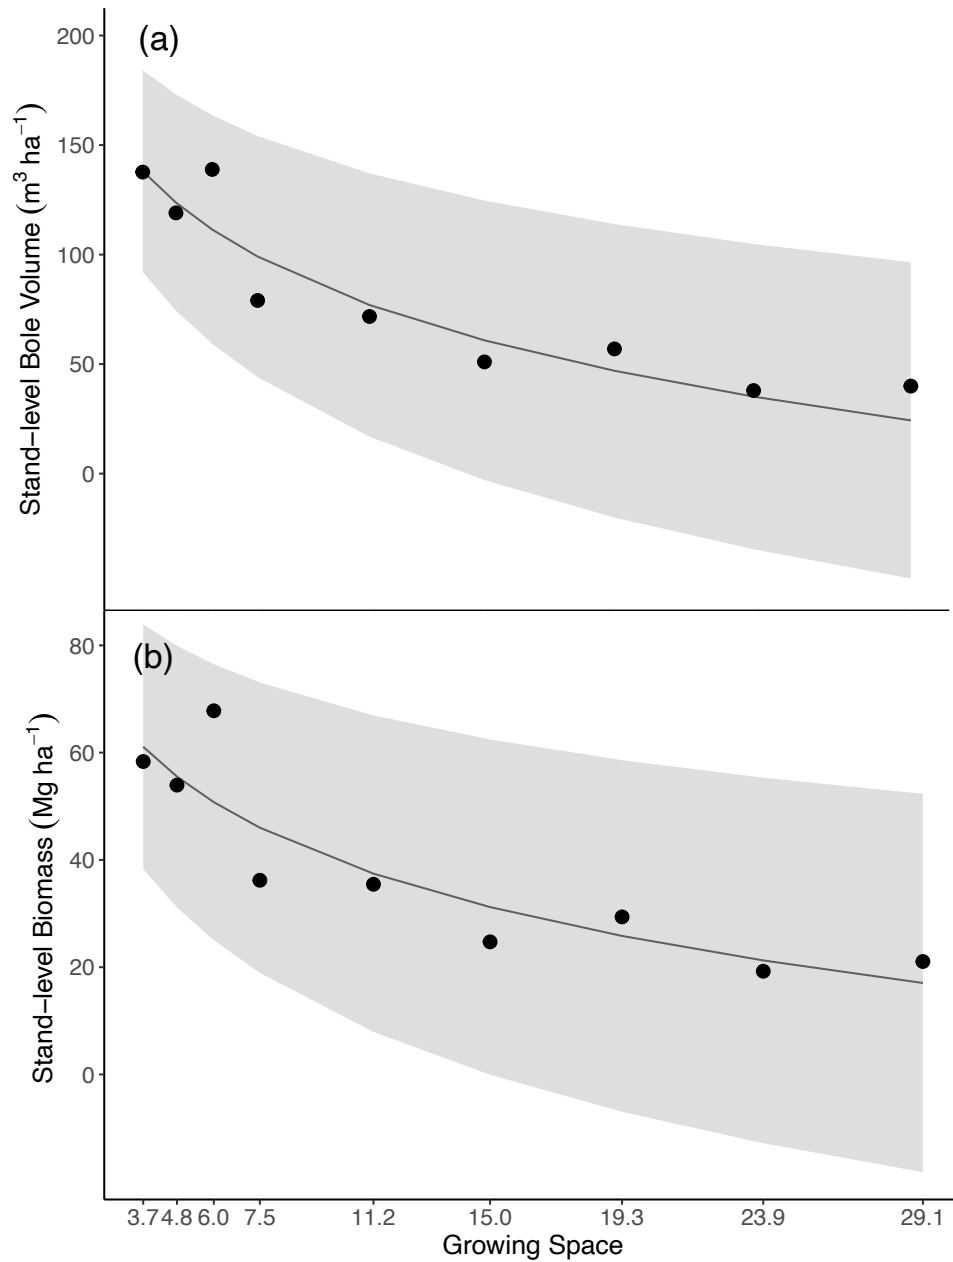 (a)
200
150
100
50
0
Stand−level Bole Volume (m³ ha⁻¹)
(b)
80
60
40
20
0
Stand−level Biomass (Mg ha⁻¹)
3.7 4.8 6.0 7.5 11.2 15.0 19.3 23.9 29.1
Growing Space